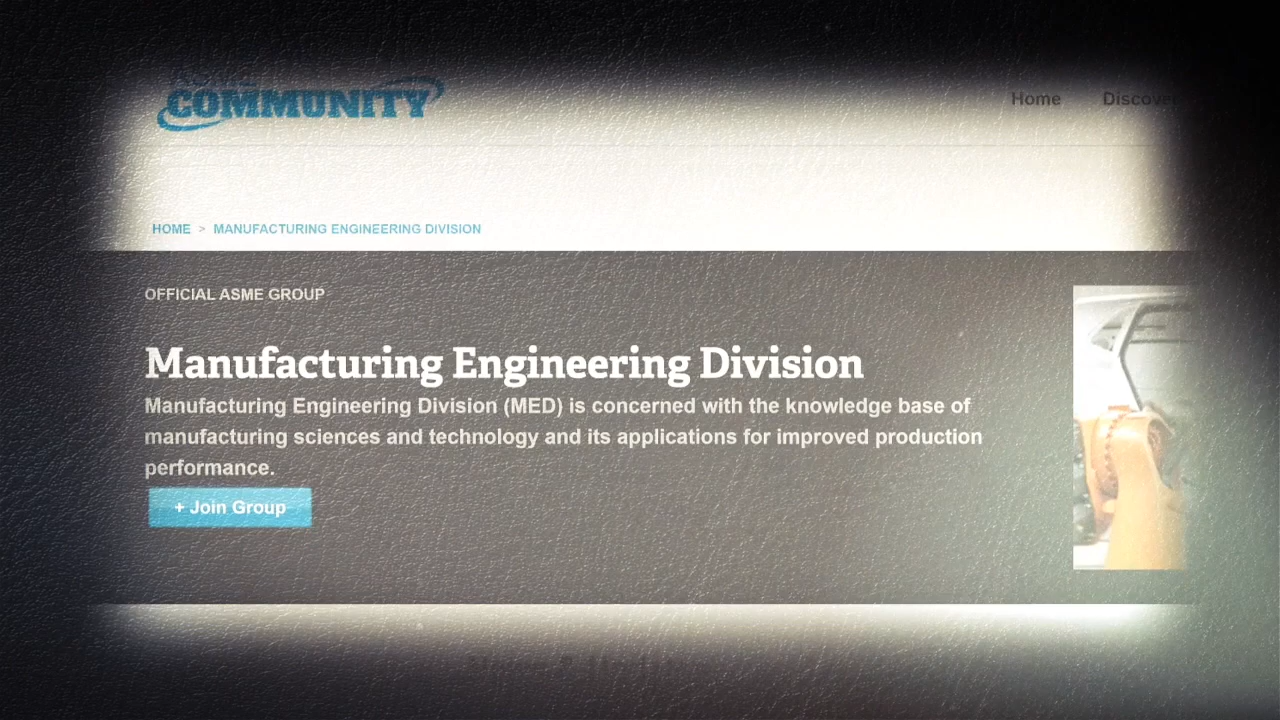 COMMUNITY
Home
Discover
HOME > MANUFACTURING ENGINEERING DIVISION
OFFICIAL ASME GROUP
Manufacturing Engineering Division
Manufacturing Engineering Division (MED) is concerned with the knowledge base of
manufacturing sciences and technology and its applications for improved production
performance.
+ Join Group